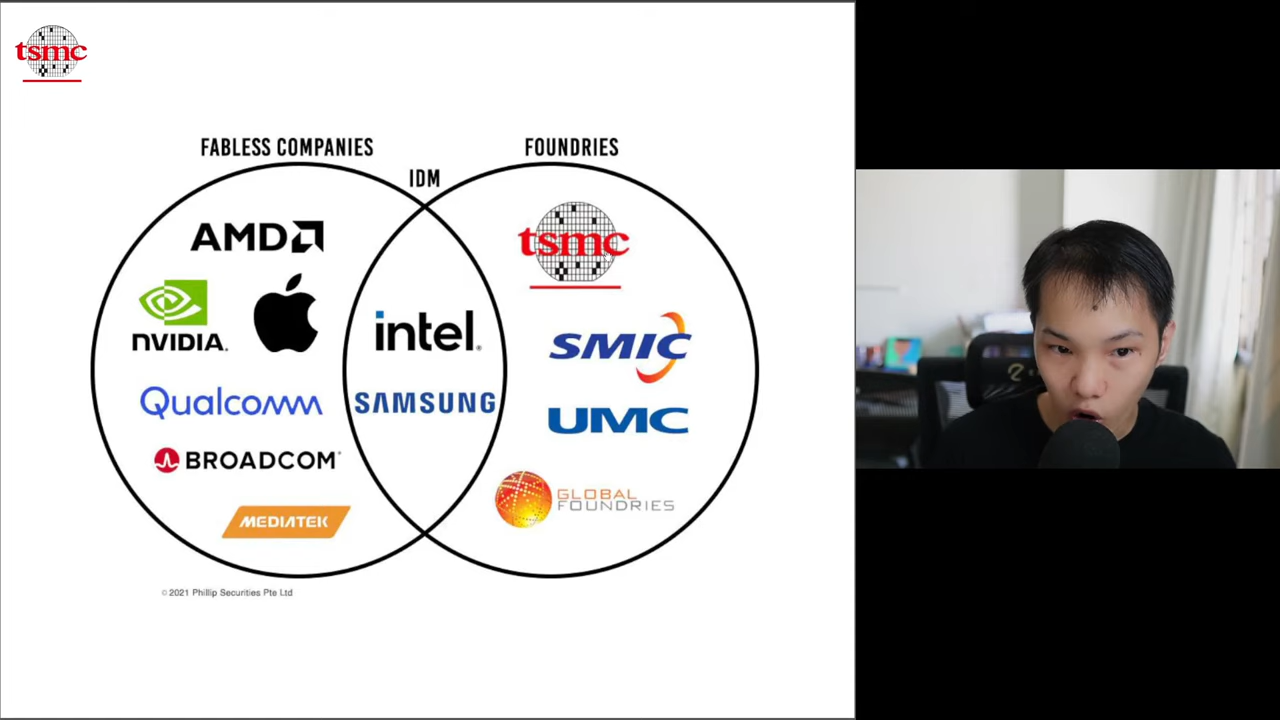 tsmc
FABLESS COMPANIES
FOUNDRIES
IDM
AMD
tsmc
NVIDIA.
intel
SMIC
Qualcomm
SAMSUNG
UMC
BROADCOM
GLOBAL
FOUNDRIES
MEDIATEK
© 2021 Phillip Securities Pte Ltd